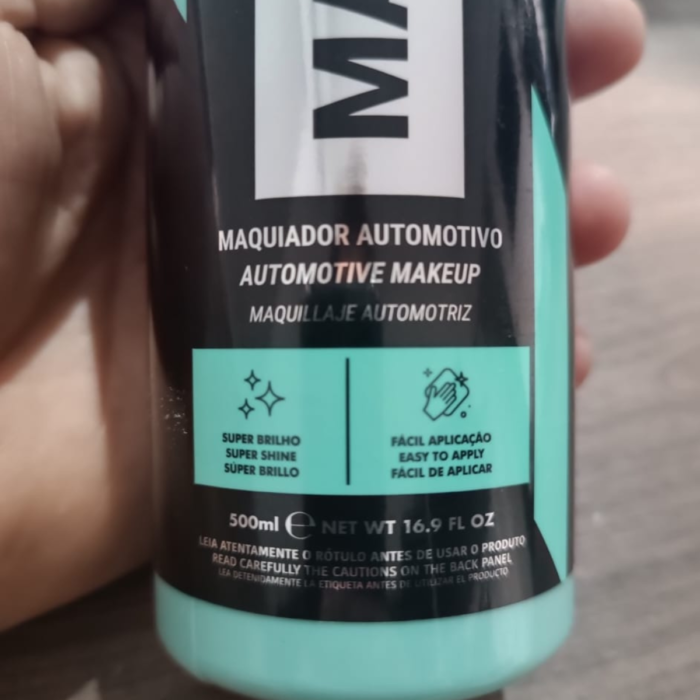 MA
MAQUIADOR AUTOMOTIVO
AUTOMOTIVE MAKEUP
MAQUILLAJE AUTOMOTRIZ
SUPER BRILHO
SUPER SHINE
SÚPER BRILLO
FÁCIL APLICAÇÃO
EASY TO APPLY
FÁCIL DE APLICAR
500ml ℮ NET WT 16.9 FL OZ
LEIA ATENTAMENTE O RÓTULO ANTES DE USAR O PRODUTO
READ CAREFULLY THE CAUTIONS ON THE BACK PANEL
LEA DETENIDAMENTE LA ETIQUETA ANTES DE UTILIZAR EL PRODUCTO